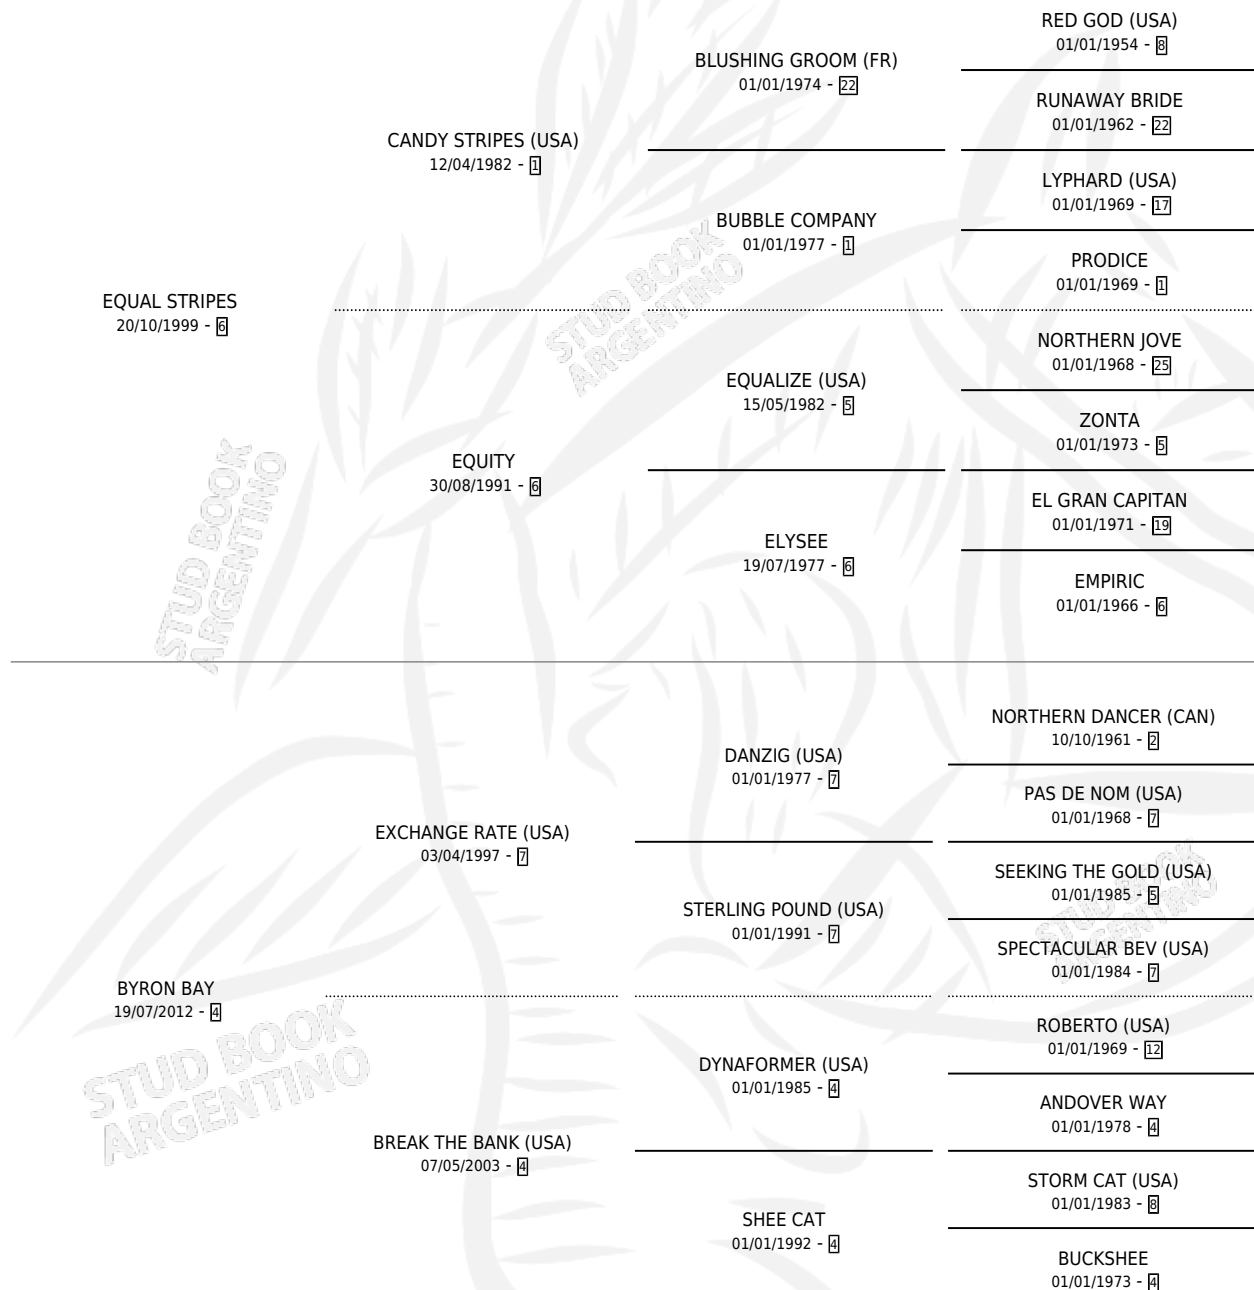 RED GOD (USA)
01/01/1954 - 8
BLUSHING GROOM (FR)
01/01/1974 - 22
RUNAWAY BRIDE
01/01/1962 - 22
CANDY STRIPES (USA)
12/04/1982 - 1
LYPHARD (USA)
01/01/1969 - 17
BUBBLE COMPANY
01/01/1977 - 1
PRODICE
01/01/1969 - 1
EQUAL STRIPES
20/10/1999 - 6
NORTHERN JOVE
01/01/1968 - 25
EQUALIZE (USA)
15/05/1982 - 5
ZONTA
01/01/1973 - 5
EQUITY
30/08/1991 - 6
EL GRAN CAPITAN
01/01/1971 - 19
ELYSEE
19/07/1977 - 6
EMPIRIC
01/01/1966 - 6
STUD BOOK
ARGENTINO
STUD BOOK
ARGENTINO
NORTHERN DANCER (CAN)
10/10/1961 - 2
DANZIG (USA)
01/01/1977 - 7
PAS DE NOM (USA)
01/01/1968 - 7
EXCHANGE RATE (USA)
03/04/1997 - 7
SEEKING THE GOLD (USA)
01/01/1985 - 5
STERLING POUND (USA)
01/01/1991 - 7
SPECTACULAR BEV (USA)
01/01/1984 - 7
BYRON BAY
19/07/2012 - 4
ROBERTO (USA)
01/01/1969 - 12
DYNAFORMER (USA)
01/01/1985 - 4
ANDOVER WAY
01/01/1978 - 4
BREAK THE BANK (USA)
07/05/2003 - 4
STORM CAT (USA)
01/01/1983 - 8
SHEE CAT
01/01/1992 - 4
BUCKSHEE
01/01/1973 - 4
STUD BOOK
ARGENTINO
STUD BOOK
ARGENTINO